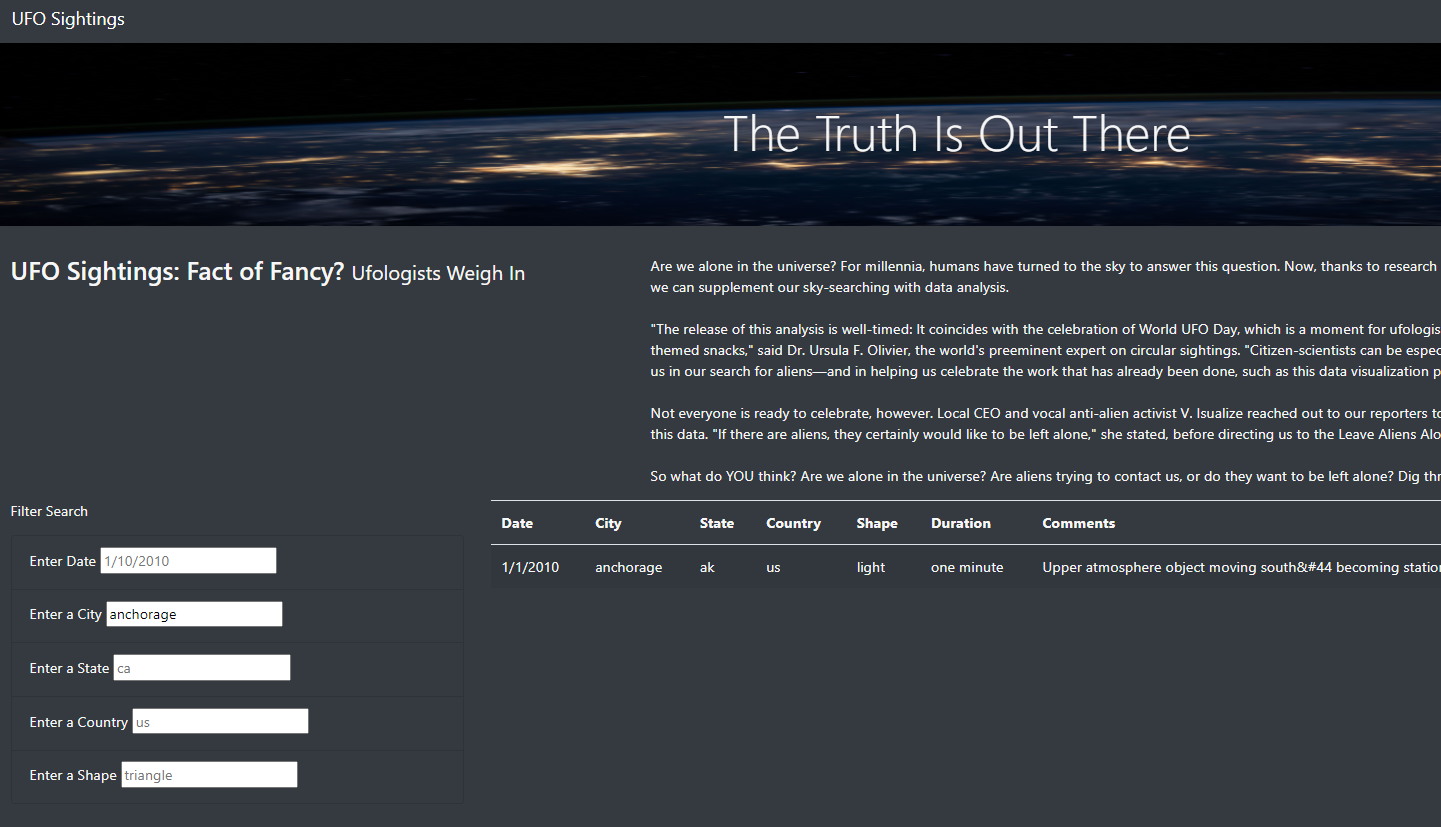 UFO Sightings
The Truth Is Out There
UFO Sightings: Fact of Fancy? Ufologists Weigh In
Are we alone in the universe? For millennia, humans have turned to the sky to answer this question. Now, thanks to research
we can supplement our sky-searching with data analysis.
"The release of this analysis is well-timed: It coincides with the celebration of World UFO Day, which is a moment for ufologis
themed snacks," said Dr. Ursula F. Olivier, the world's preeminent expert on circular sightings. "Citizen-scientists can be espec
us in our search for aliens—and in helping us celebrate the work that has already been done, such as this data visualization p
Not everyone is ready to celebrate, however. Local CEO and vocal anti-alien activist V. Isualize reached out to our reporters to
this data. "If there are aliens, they certainly would like to be left alone," she stated, before directing us to the Leave Aliens Alo
So what do YOU think? Are we alone in the universe? Are aliens trying to contact us, or do they want to be left alone? Dig thr
Filter Search
Enter Date 1/10/2010
Enter a City anchorage
Enter a State ca
Enter a Country us
Enter a Shape triangle
Date City State Country Shape Duration Comments
1/1/2010 anchorage ak us light one minute Upper atmosphere object moving south&#44 becoming station